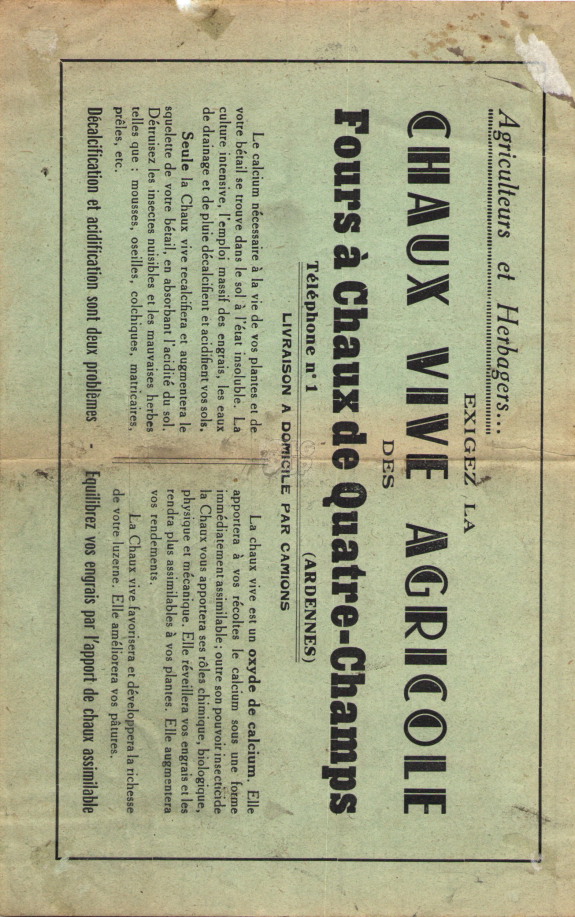 Agriculteurs et Herbagers...
EXIGEZ LA
CHAUX VIVE AGRICOLE
DES
Fours à Chaux de Quatre-Champs
Téléphone n° 1
(ARDENNES)
LIVRAISON A DOMICILE PAR CAMIONS
Le calcium nécessaire à la vie de vos plantes et de
votre bétail se trouve dans le sol à l'état insoluble. La
culture intensive, l'emploi massif des engrais, les eaux
de drainage et de pluie décalcifient et acidifient vos sols.
Seule la Chaux vive recalcifiera et augmentera le
squelette de votre bétail, en absorbant l'acidité du sol.
Détruisez les insectes nuisibles et les mauvaises herbes
telles que : mousses, oseilles, colchiques, matricaires,
prêles, etc.
La chaux vive est un oxyde de calcium. Elle
apportera à vos récoltes le calcium sous une forme
immédiatement assimilable ; outre son pouvoir insecticide
la Chaux vous apportera ses rôles chimique, biologique,
physique et mécanique. Elle réveillera vos engrais et les
rendra plus assimilables à vos plantes. Elle augmentera
vos rendements.
La Chaux vive favorisera et développera la richesse
de votre luzerne. Elle améliorera vos pâtures.
Décalcification et acidification sont deux problèmes - Equilibrez vos engrais par l'apport de chaux assimilable